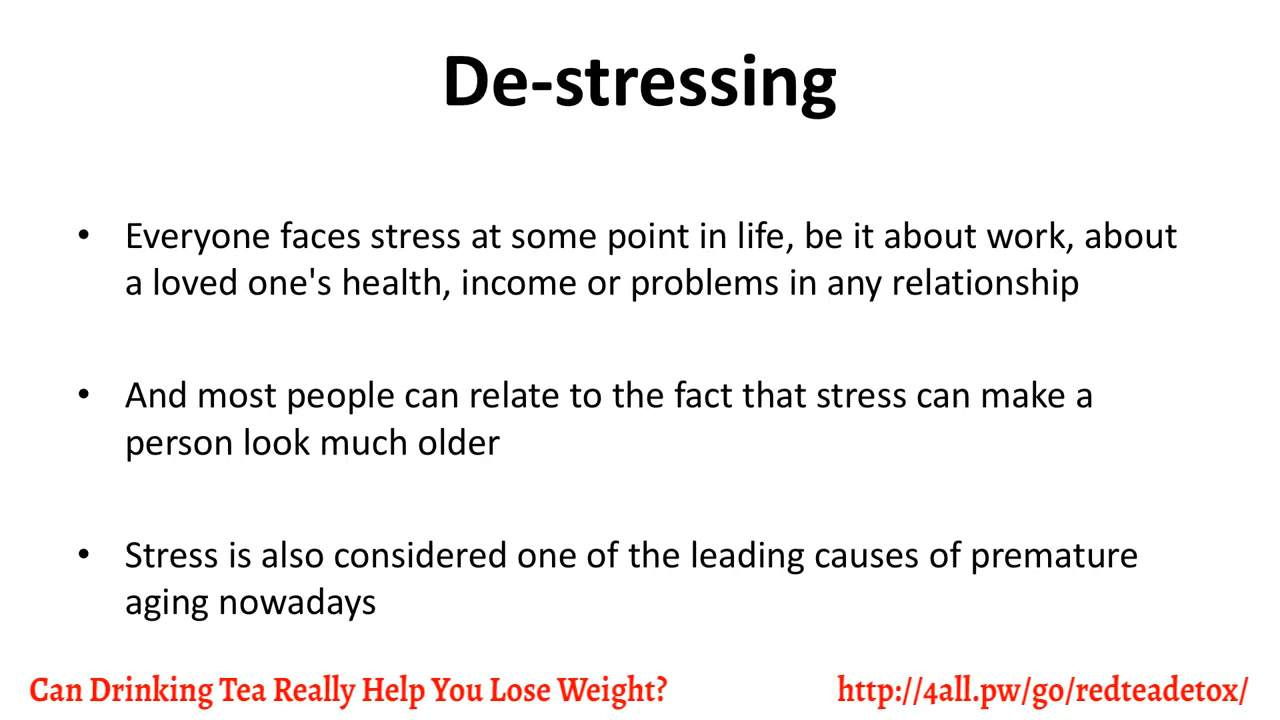 De-stressing
• Everyone faces stress at some point in life, be it about work, about
a loved one's health, income or problems in any relationship
• And most people can relate to the fact that stress can make a
person look much older
• Stress is also considered one of the leading causes of premature
aging nowadays
Can Drinking Tea Really Help You Lose Weight? http://4all.pw/go/redteadetox/